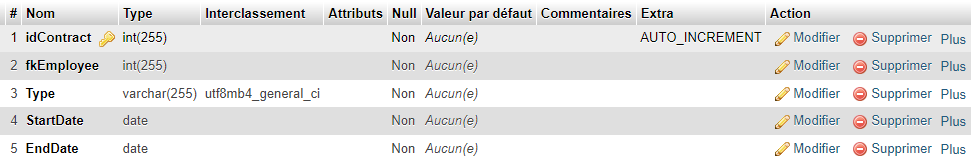 # Nom Type Interclassement Attributs Null Valeur par défaut Commentaires Extra Action
1 idContract int(255) Non Aucun(e) AUTO_INCREMENT Modifier Supprimer Plus
2 fkEmployee int(255) Non Aucun(e) Modifier Supprimer Plus
3 Type varchar(255) utf8mb4_general_ci Non Aucun(e) Modifier Supprimer Plus
4 StartDate date Non Aucun(e) Modifier Supprimer Plus
5 EndDate date Non Aucun(e) Modifier Supprimer Plus